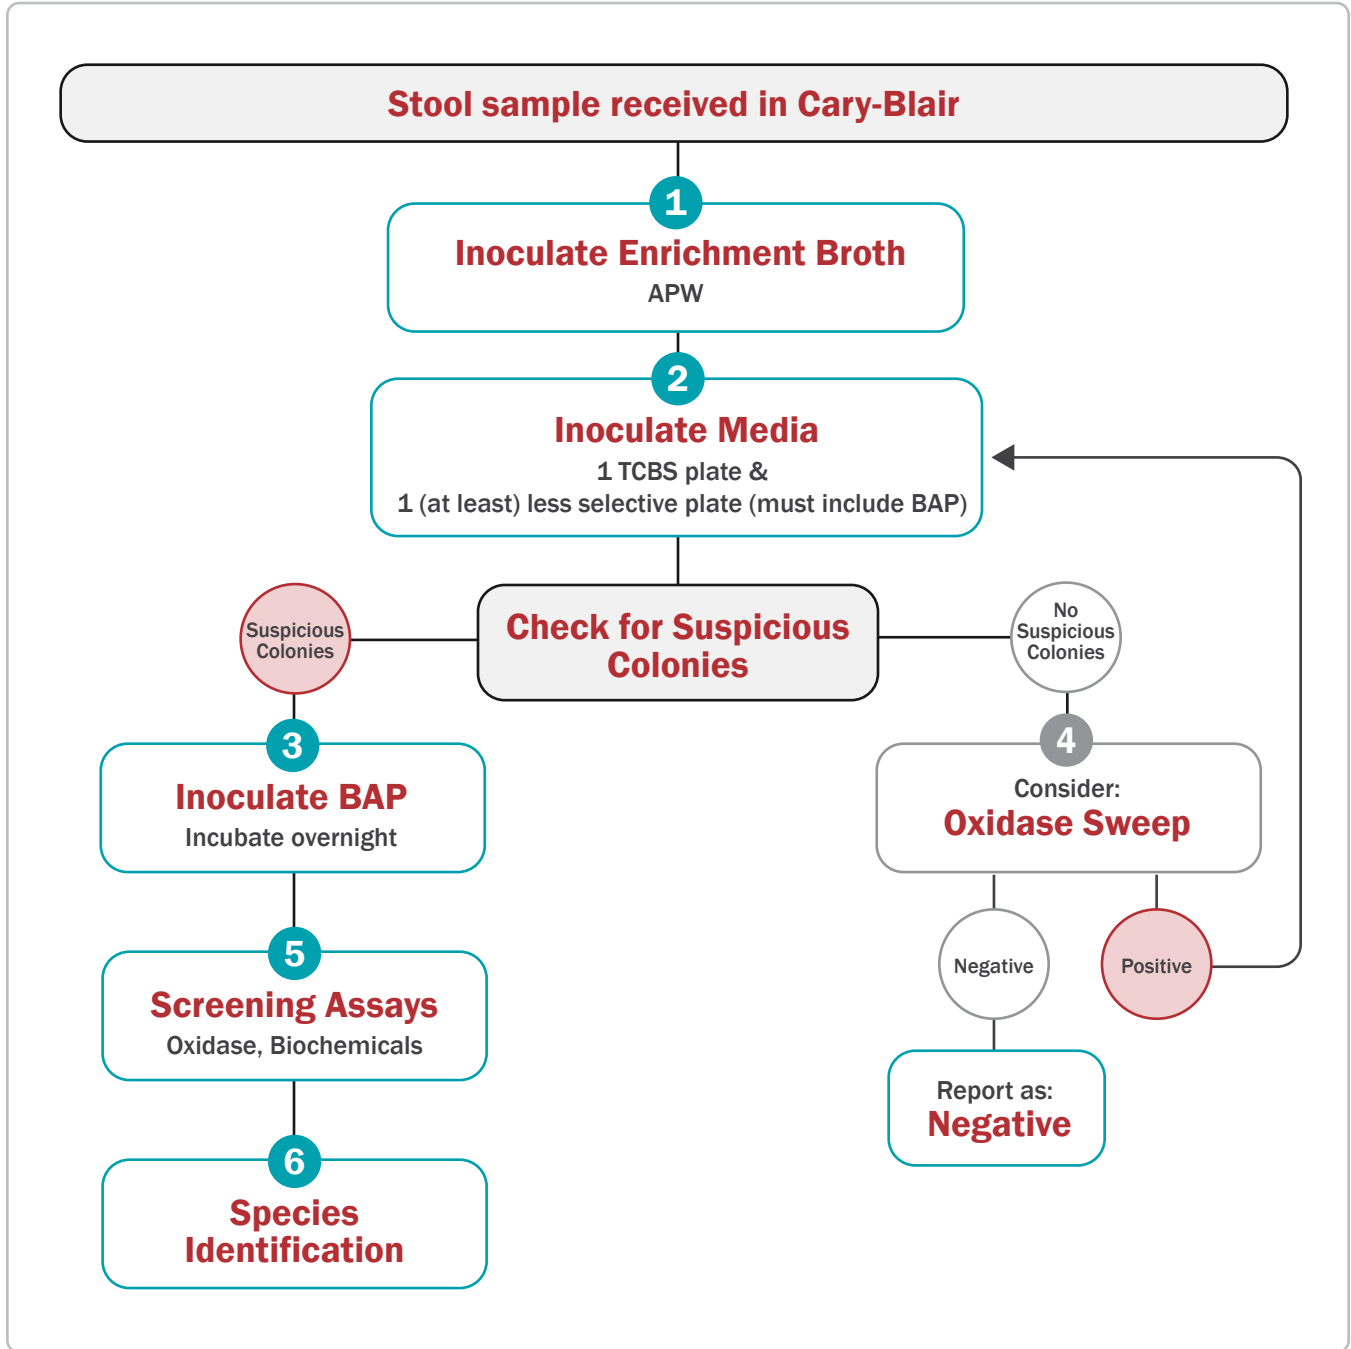 Stool sample received in Cary-Blair
1
Inoculate Enrichment Broth
APW
2
Inoculate Media
1 TCBS plate &
1 (at least) less selective plate (must include BAP)
Check for Suspicious
Colonies
Suspicious
Colonies
No
Suspicious
Colonies
3
Inoculate BAP
Incubate overnight
4
Consider:
Oxidase Sweep
Negative
Positive
Report as:
Negative
5
Screening Assays
Oxidase, Biochemicals
6
Species
Identification